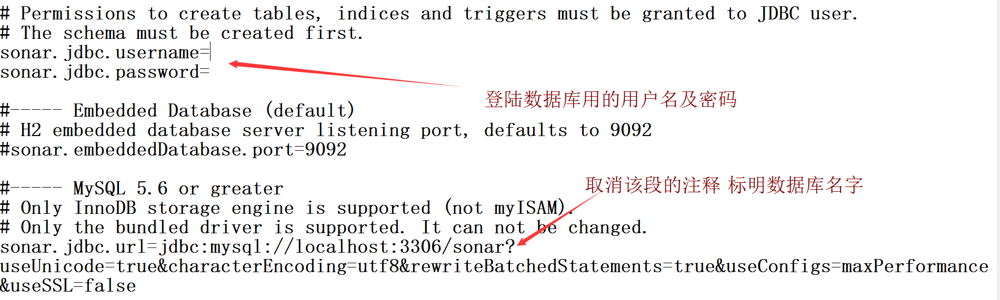 # Permissions to create tables, indices and triggers must be granted to JDBC user.
# The schema must be created first.
sonar.jdbc.username=
sonar.jdbc.password=
登陆数据库用的用户名及密码
#----- Embedded Database (default)
# H2 embedded database server listening port, defaults to 9092
#sonar.embeddedDatabase.port=9092
取消该段的注释 标明数据库名字
#----- MySQL 5.6 or greater
# Only InnoDB storage engine is supported (not myISAM).
# Only the bundled driver is supported. It can not be changed.
sonar.jdbc.url=jdbc:mysql://localhost:3306/sonar?
useUnicode=true&characterEncoding=utf8&rewriteBatchedStatements=true&useConfigs=maxPerformance
&useSSL=false